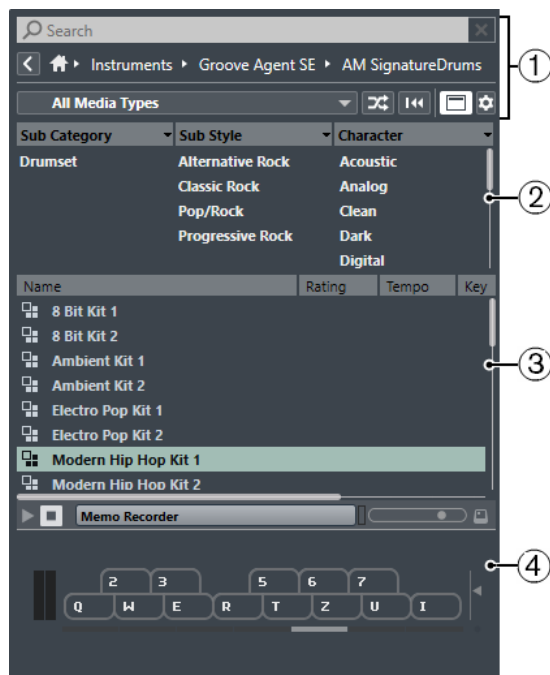 Search
Instruments Groove Agent SE AM SignatureDrums
1
All Media Types
Sub Category Sub Style Character
Drumset Alternative Rock Acoustic
Classic Rock Analog
Pop/Rock Clean
2
Progressive Rock Dark
Digital
Name Rating Tempo Key
8 Bit Kit 1
8 Bit Kit 2
Ambient Kit 1
3
Ambient Kit 2
Electro Pop Kit 1
Electro Pop Kit 2
Modern Hip Hop Kit 1
Modern Hip Hop Kit 2
Memo Recorder
4
2 3 5 6 7
Q W E R T Z U I